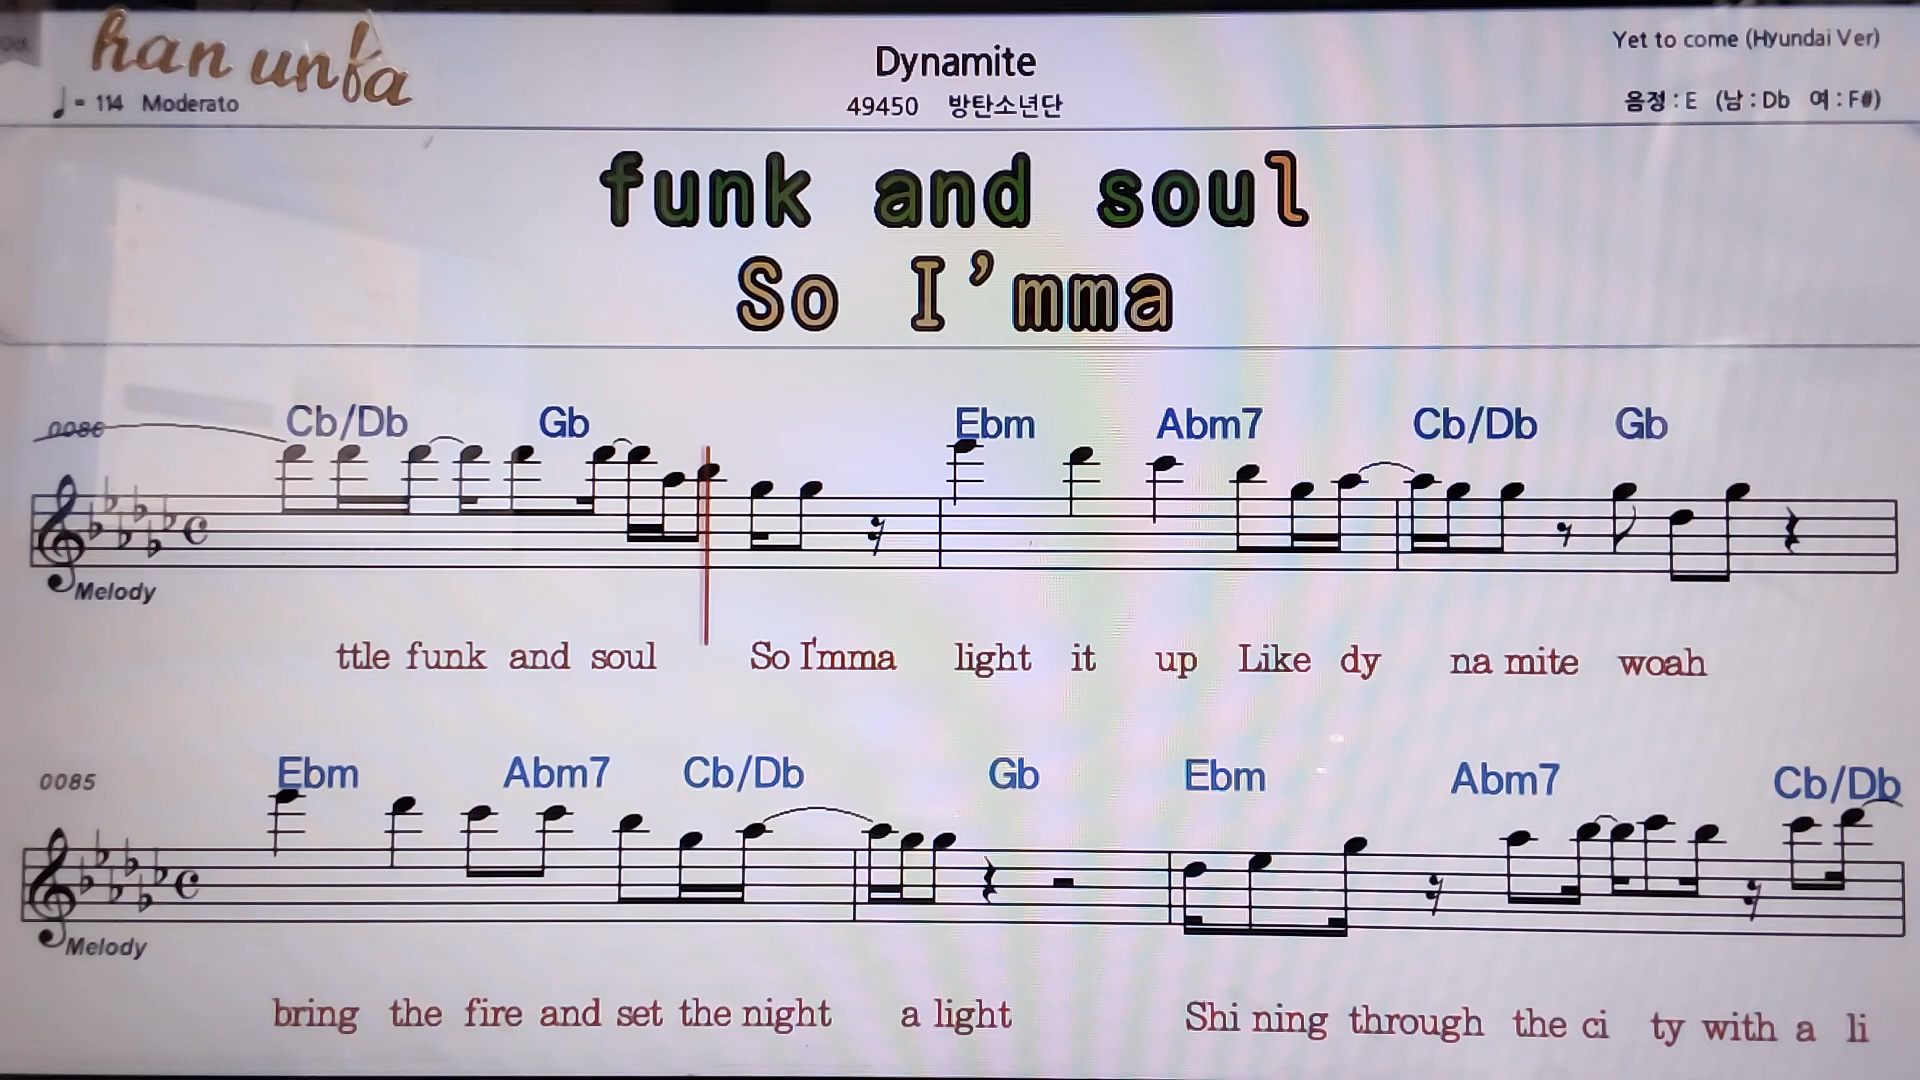 han unfa
♩= 114 Moderato
Dynamite
49450 방탄소년단
Yet to come (Hyundai Ver)
음정 : E (남 : Db 여 : F#)
funk and soul
So I'mma
0086
Cb/Db Gb Ebm Abm7 Cb/Db Gb
Melody
ttle funk and soul So I'mma light it up Like dy na mite woah
0085
Ebm Abm7 Cb/Db Gb Ebm Abm7 Cb/Db
Melody
bring the fire and set the night a light Shi ning through the ci ty with a li